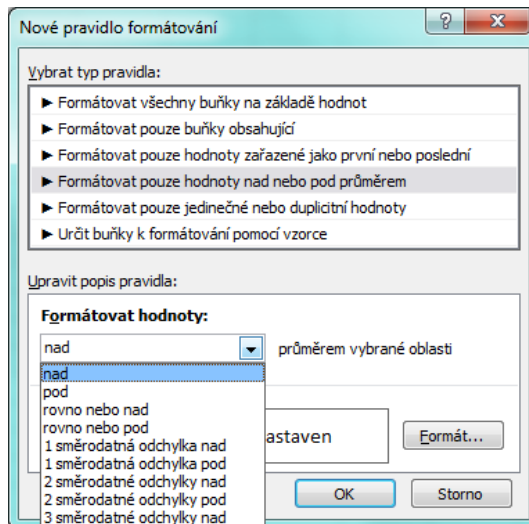 Nové pravidlo formátování
Vybrat typ pravidla:
► Formátovat všechny buňky na základě hodnot
► Formátovat pouze buňky obsahující
► Formátovat pouze hodnoty zařazené jako první nebo poslední
► Formátovat pouze hodnoty nad nebo pod průměrem
► Formátovat pouze jedinečné nebo duplicitní hodnoty
► Určit buňky k formátování pomocí vzorce
Upravit popis pravidla:
Formátovat hodnoty:
nad průměrem vybrané oblasti
nad
pod
rovno nebo nad
rovno nebo pod
1 směrodatná odchylka nad
1 směrodatná odchylka pod
2 směrodatné odchylky nad
2 směrodatné odchylky pod
3 směrodatné odchylky nad
astaven
Formát...
OK Storno